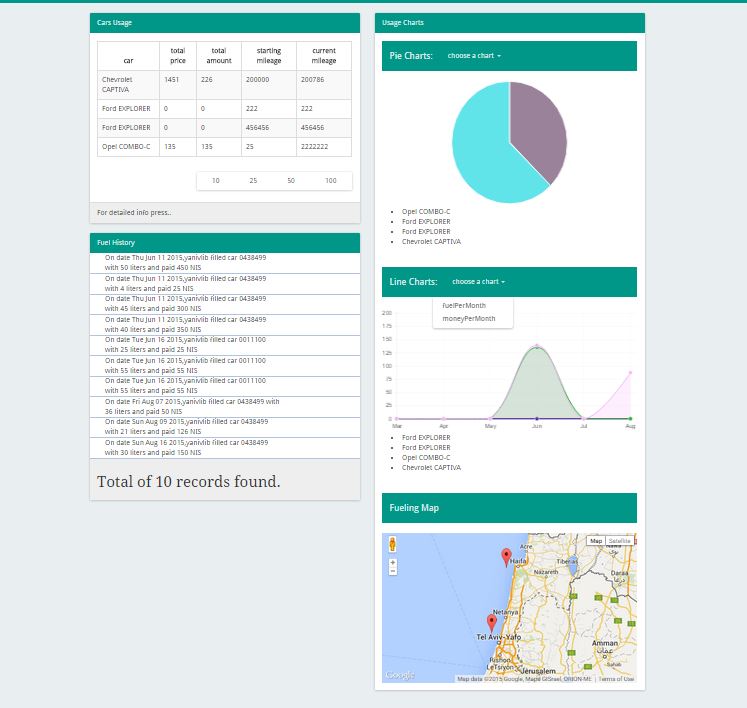 Cars Usage
car total price total amount starting mileage current mileage
Chevrolet CAPTIVA 1451 226 200000 200786
Ford EXPLORER 0 0 222 222
Ford EXPLORER 0 0 456456 456456
Opel COMBO-C 135 135 25 2222222
10 25 50 100
For detailed info press..
Fuel History
On date Thu Jun 11 2015,yanivlib filled car 0438499
with 50 liters and paid 450 NIS
On date Thu Jun 11 2015,yanivlib filled car 0438499
with 4 liters and paid 25 NIS
On date Thu Jun 11 2015,yanivlib filled car 0438499
with 45 liters and paid 300 NIS
On date Thu Jun 11 2015,yanivlib filled car 0438499
with 40 liters and paid 350 NIS
On date Tue Jun 16 2015,yanivlib filled car 0011100
with 25 liters and paid 25 NIS
On date Tue Jun 16 2015,yanivlib filled car 0011100
with 55 liters and paid 55 NIS
On date Tue Jun 16 2015,yanivlib filled car 0011100
with 55 liters and paid 55 NIS
On date Fri Aug 07 2015,yanivlib filled car 0438499 with
36 liters and paid 50 NIS
On date Sun Aug 09 2015,yanivlib filled car 0438499
with 21 liters and paid 126 NIS
On date Sun Aug 16 2015,yanivlib filled car 0438499
with 30 liters and paid 150 NIS
Total of 10 records found.
Usage Charts
Pie Charts: choose a chart
Opel COMBO-C
Ford EXPLORER
Ford EXPLORER
Chevrolet CAPTIVA
Line Charts: choose a chart
fuelPerMonth
moneyPerMonth
200
175
150
125
100
75
50
25
0
Mar Apr May Jun Jul Aug
Ford EXPLORER
Ford EXPLORER
Opel COMBO-C
Chevrolet CAPTIVA
Fueling Map
Map Satellite
Acre
Haifa
Tiberias
Nazareth
Daraa
درعا
Netanya
Tel Aviv-Yafo
Amman
عمان
Rishon LeTsiyon
Jerusalem
Sahab
Google
Map data ©2015 Google, Mapa GISrael, ORION-ME Terms of Use